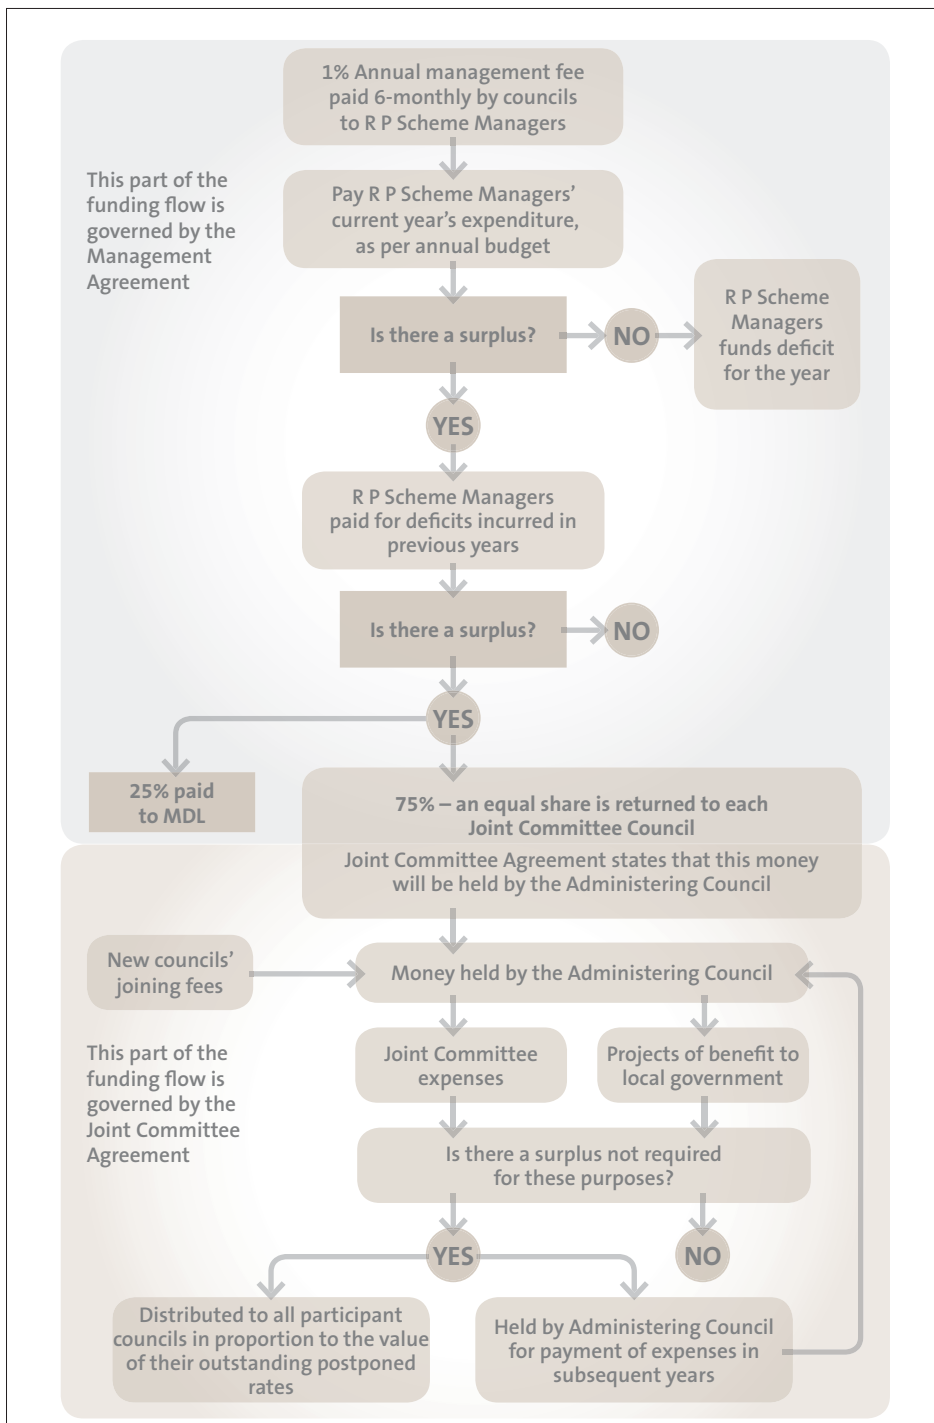 1% Annual management fee
paid 6-monthly by councils
to R P Scheme Managers
This part of the
funding flow is
governed by the
Management
Agreement
Pay R P Scheme Managers’
current year’s expenditure,
as per annual budget
Is there a surplus?
NO
R P Scheme
Managers
funds deficit
for the year
YES
R P Scheme Managers
paid for deficits incurred in
previous years
Is there a surplus?
NO
YES
25% paid
to MDL
75% – an equal share is returned to each
Joint Committee Council
Joint Committee Agreement states that this money
will be held by the Administering Council
New councils’
joining fees
Money held by the Administering Council
This part of the
funding flow is
governed by the
Joint Committee
Agreement
Joint Committee
expenses
Projects of benefit to
local government
Is there a surplus not required
for these purposes?
YES
NO
Distributed to all participant
councils in proportion to the value
of their outstanding postponed
rates
Held by Administering Council
for payment of expenses in
subsequent years